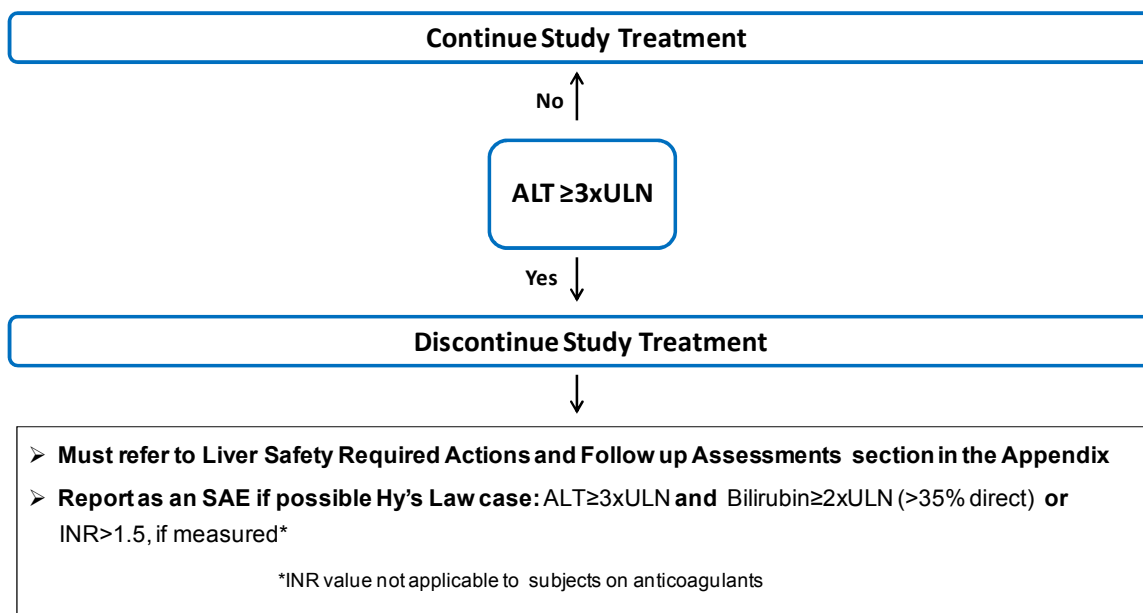 Continue Study Treatment
No
ALT ≥3xULN
Yes
Discontinue Study Treatment
➢ Must refer to Liver Safety Required Actions and Follow up Assessments section in the Appendix
➢ Report as an SAE if possible Hy's Law case: ALT≥3xULN and Bilirubin≥2xULN (>35% direct) or
INR>1.5, if measured*
*INR value not applicable to subjects on anticoagulants